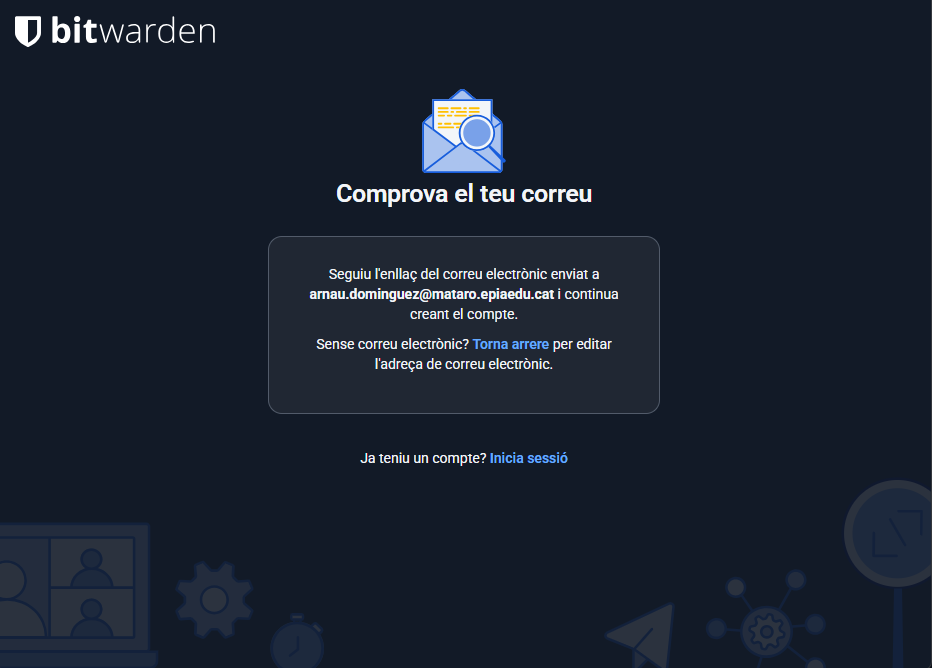 bitwarden
Comprova el teu correu
Seguiu l'enllaç del correu electrònic enviat a
arnau.dominguez@mataro.epiaedu.cat i continua
creant el compte.
Sense correu electrònic? Torna arrere per editar
l'adreça de correu electrònic.
Ja teniu un compte? Inicia sessió